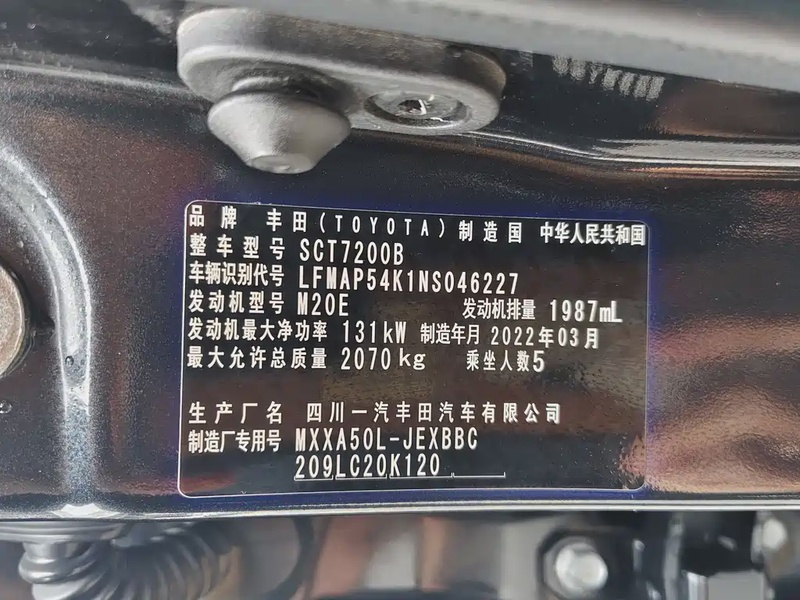 品牌 丰田(TOYOTA) 制造国 中华人民共和国
整车型号 SCT7200B
车辆识别代号 LFMAP54K1NS046227
发动机型号 M20E 发动机排量 1987mL
发动机最大净功率 131kW 制造年月 2022年03月
最大允许总质量 2070kg 乘坐人数5
生产厂名 四川一汽丰田汽车有限公司
制造厂专用号 MXXA50L-JEXBBC
209LC20K120